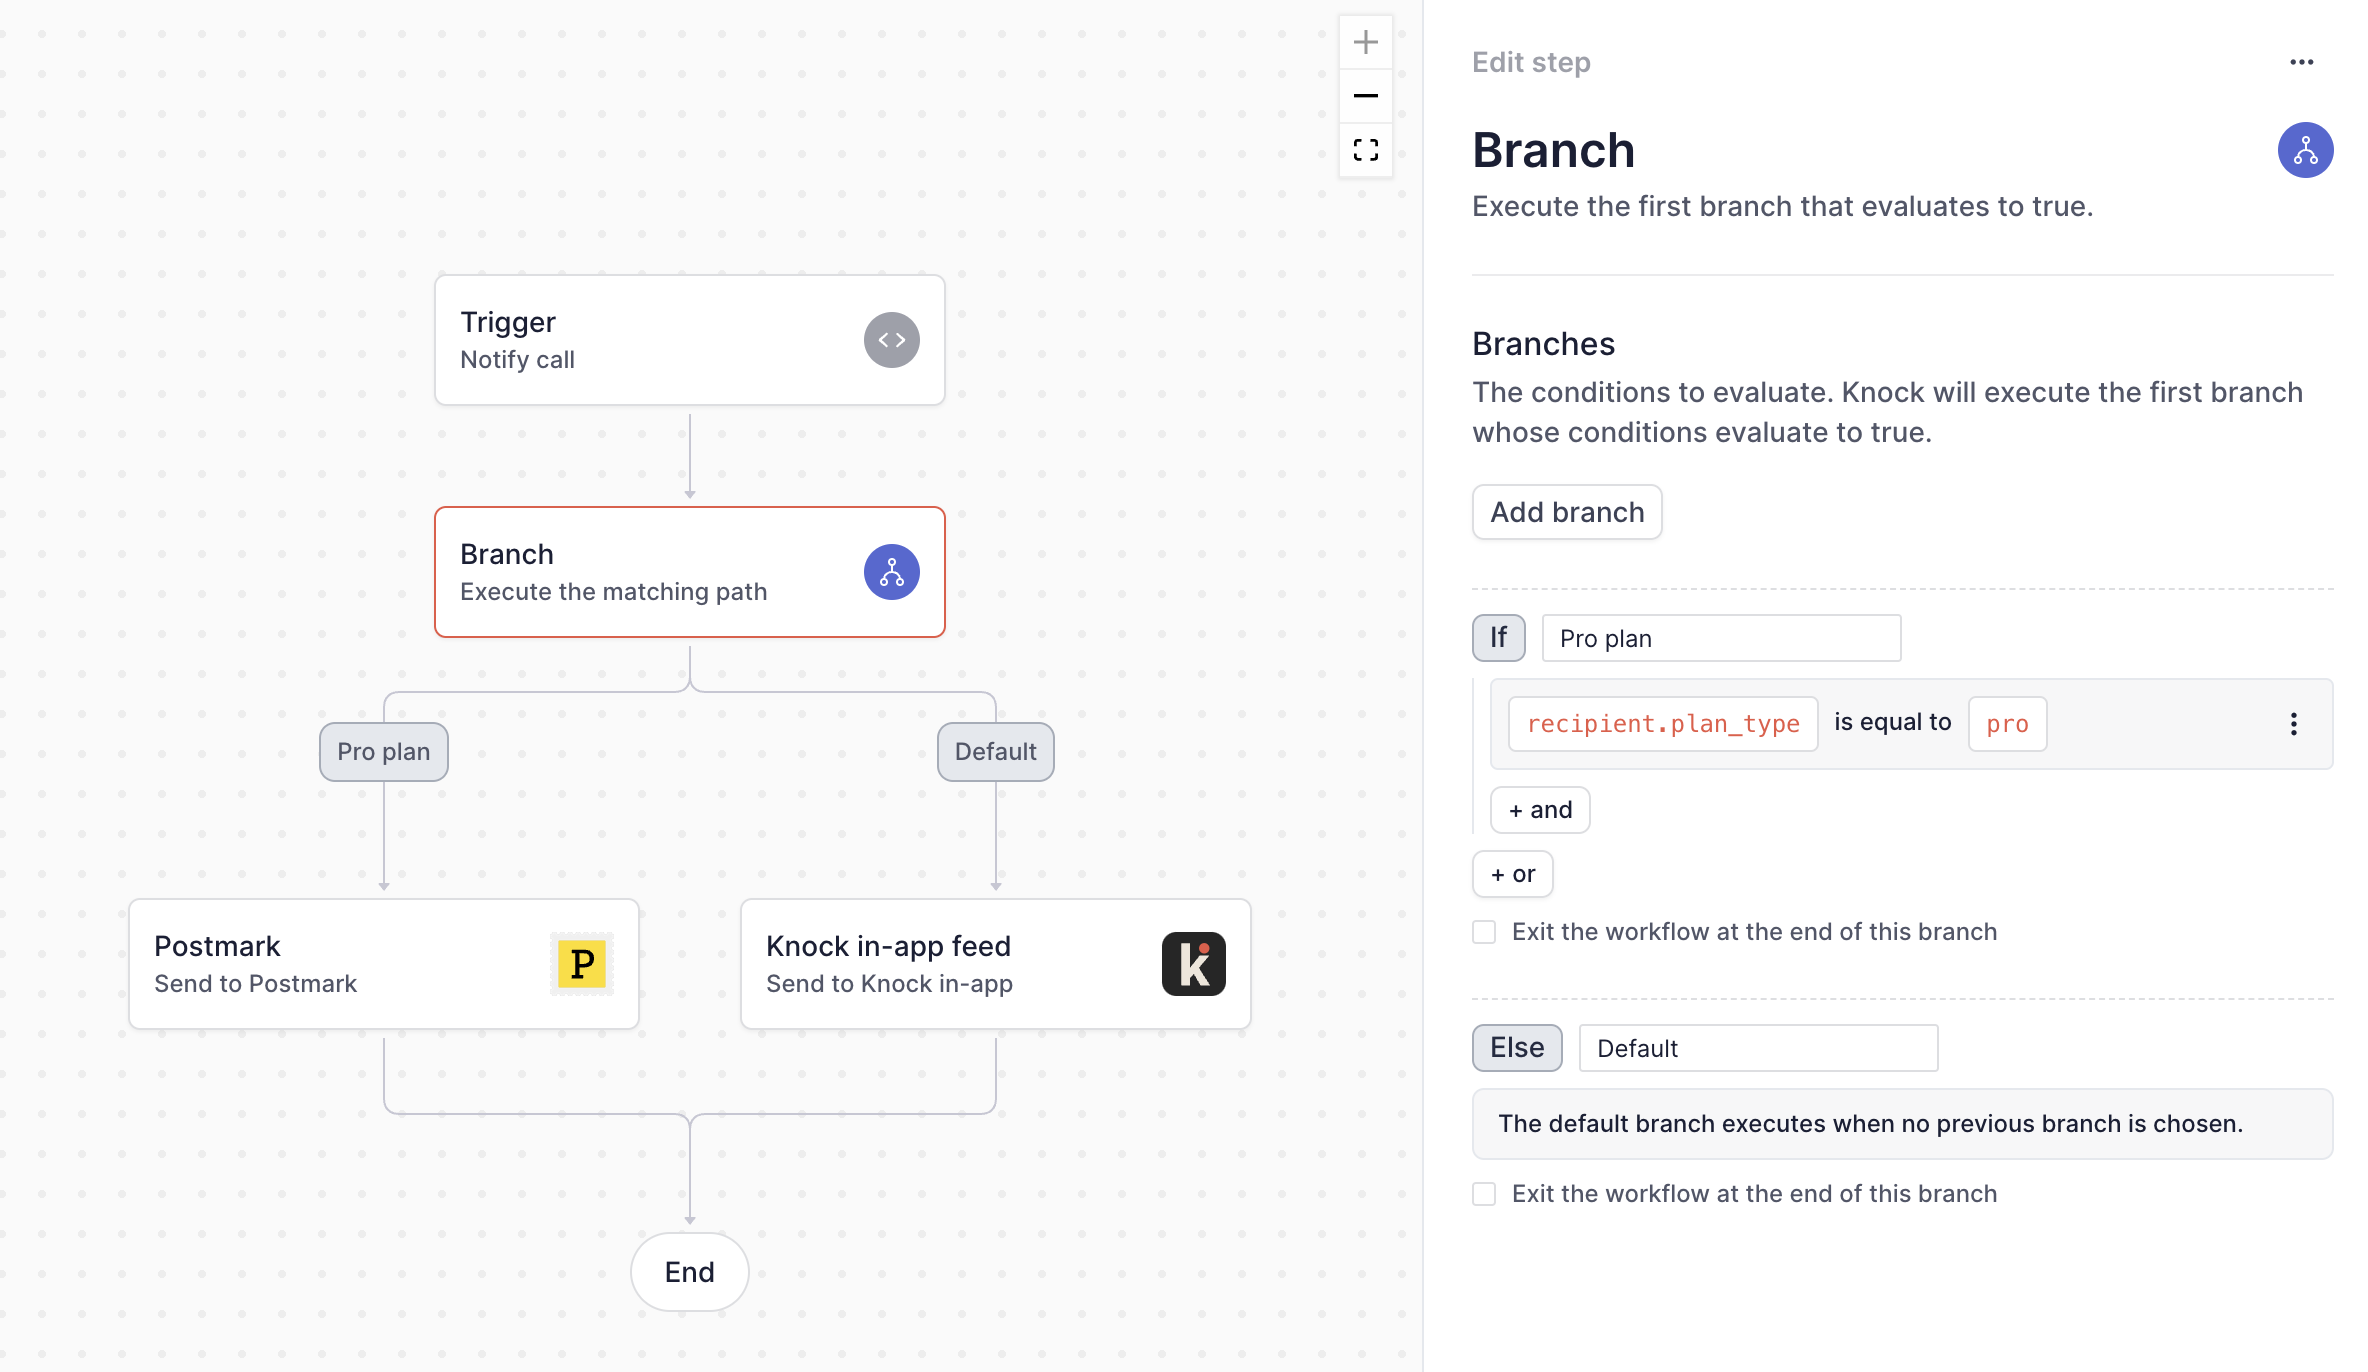 Trigger
Notify call
Branch
Execute the matching path
Pro plan
Default
Postmark
Send to Postmark
P
Knock in-app feed
Send to Knock in-app
k
End
Edit step
Branch
Execute the first branch that evaluates to true.
Branches
The conditions to evaluate. Knock will execute the first branch
whose conditions evaluate to true.
Add branch
If
Pro plan
recipient.plan_type is equal to pro
+ and
+ or
Exit the workflow at the end of this branch
Else
Default
The default branch executes when no previous branch is chosen.
Exit the workflow at the end of this branch